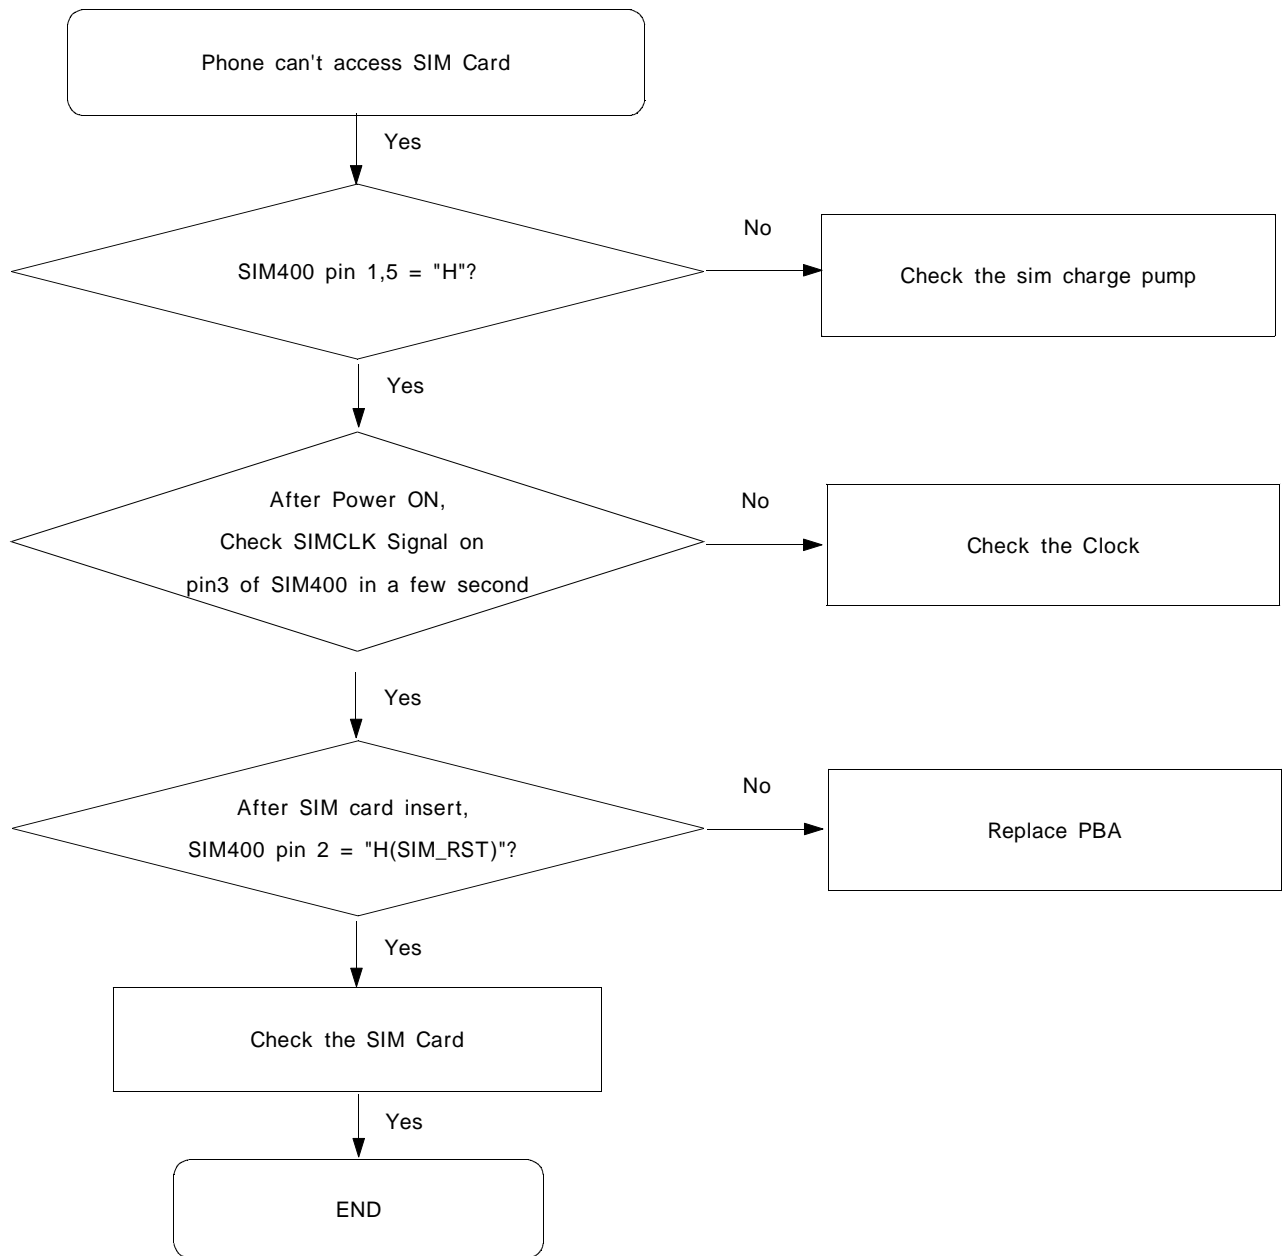 Phone can't access SIM Card
Yes
SIM400 pin 1,5 = "H"?
No
Check the sim charge pump
Yes
After Power ON,
Check SIMCLK Signal on
pin3 of SIM400 in a few second
No
Check the Clock
Yes
After SIM card insert,
SIM400 pin 2 = "H(SIM_RST)"?
No
Replace PBA
Yes
Check the SIM Card
Yes
END